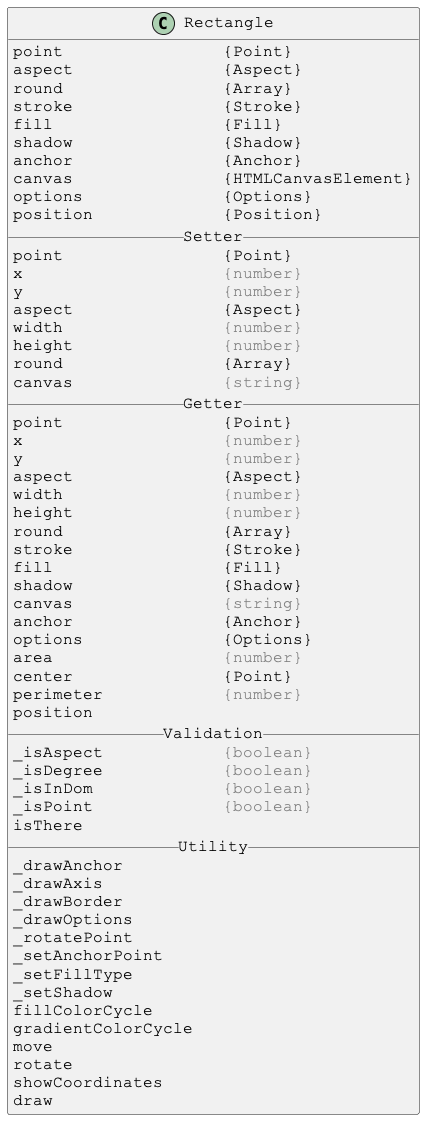 C Rectangle
point {Point}
aspect {Aspect}
round {Array}
stroke {Stroke}
fill {Fill}
shadow {Shadow}
anchor {Anchor}
canvas {HTMLCanvasElement}
options {Options}
position {Position}
Setter
point {Point}
x {number}
y {number}
aspect {Aspect}
width {number}
height {number}
round {Array}
canvas {string}
Getter
point {Point}
x {number}
y {number}
aspect {Aspect}
width {number}
height {number}
round {Array}
stroke {Stroke}
fill {Fill}
shadow {Shadow}
canvas {string}
anchor {Anchor}
options {Options}
area {number}
center {Point}
perimeter {number}
position
Validation
_isAspect {boolean}
_isDegree {boolean}
_isInDom {boolean}
_isPoint {boolean}
isThere
Utility
_drawAnchor
_drawAxis
_drawBorder
_drawOptions
_rotatePoint
_setAnchorPoint
_setFillType
_setShadow
fillColorCycle
gradientColorCycle
move
rotate
showCoordinates
draw